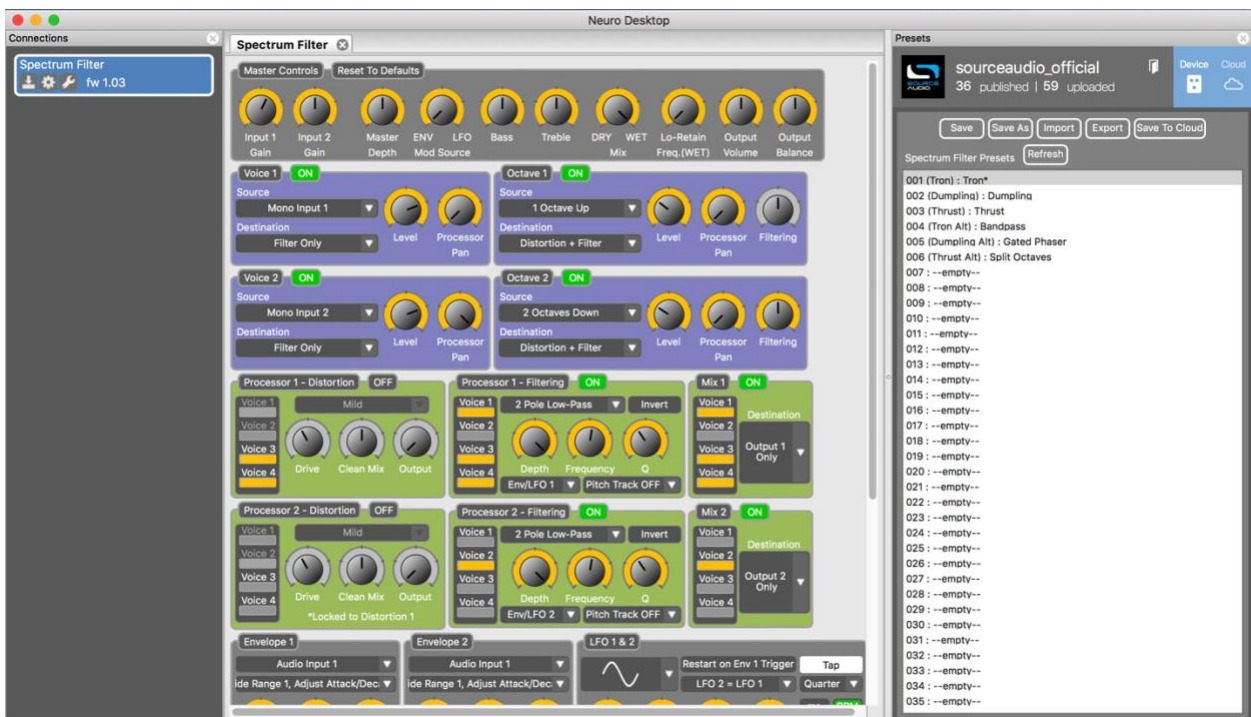 Neuro Desktop
Connections
Spectrum Filter
fw 1.03
Spectrum Filter
Master Controls Reset To Defaults
Input 1 Input 2 Master ENV LFO Bass Treble DRY WET Lo-Retain Output Output
Gain Gain Depth Mod Source Mix Freq.(WET) Volume Balance
Voice 1 ON Octave 1 ON
Source Source
Mono Input 1 1 Octave Up
Destination Level Processor Destination Level Processor Filtering
Filter Only Pan Distortion + Filter Pan
Voice 2 ON Octave 2 ON
Source Source
Mono Input 2 2 Octaves Down
Destination Level Processor Destination Level Processor Filtering
Filter Only Pan Distortion + Filter Pan
Processor 1 - Distortion OFF Processor 1 - Filtering ON Mix 1 ON
Voice 1 Mild Voice 1 2 Pole Low-Pass Invert Voice 1
Destination
Voice 2 Voice 2 Voice 2
Voice 3 Voice 3 Voice 3 Output 1
Only
Voice 4 Drive Clean Mix Output Voice 4 Depth Frequency Q Voice 4
Env/LFO 1 Pitch Track OFF
Processor 2 - Distortion OFF Processor 2 - Filtering ON Mix 2 ON
Voice 1 Mild Voice 1 2 Pole Low-Pass Invert Voice 1
Destination
Voice 2 Voice 2 Voice 2
Voice 3 Voice 3 Voice 3 Output 2
Only
Voice 4 Drive Clean Mix Output Voice 4 Depth Frequency Q Voice 4
*Locked to Distortion 1 Env/LFO 2 Pitch Track OFF
Envelope 1 Envelope 2 LFO 1 & 2
Audio Input 1 Audio Input 1 Restart on Env 1 Trigger Tap
ide Range 1, Adjust Attack/Dec ide Range 1, Adjust Attack/Dec LFO 2 = LFO 1 Quarter
Presets
SOURCE
AUDIO
sourceaudio_official
36 published | 59 uploaded
Device Cloud
Save Save As Import Export Save To Cloud
Spectrum Filter Presets Refresh
001 (Tron) : Tron*
002 (Dumpling) : Dumpling
003 (Thrust) : Thrust
004 (Tron Alt) : Bandpass
005 (Dumpling Alt) : Gated Phaser
006 (Thrust Alt) : Split Octaves
007 : --empty--
008 : --empty--
009 : --empty--
010 : --empty--
011 : --empty--
012 : --empty--
013 : --empty--
014 : --empty--
015 : --empty--
016 : --empty--
017 : --empty--
018 : --empty--
019 : --empty--
020 : --empty--
021 : --empty--
022 : --empty--
023 : --empty--
024 : --empty--
025 : --empty--
026 : --empty--
027 : --empty--
028 : --empty--
029 : --empty--
030 : --empty--
031 : --empty--
032 : --empty--
033 : --empty--
034 : --empty--
035 : --empty--